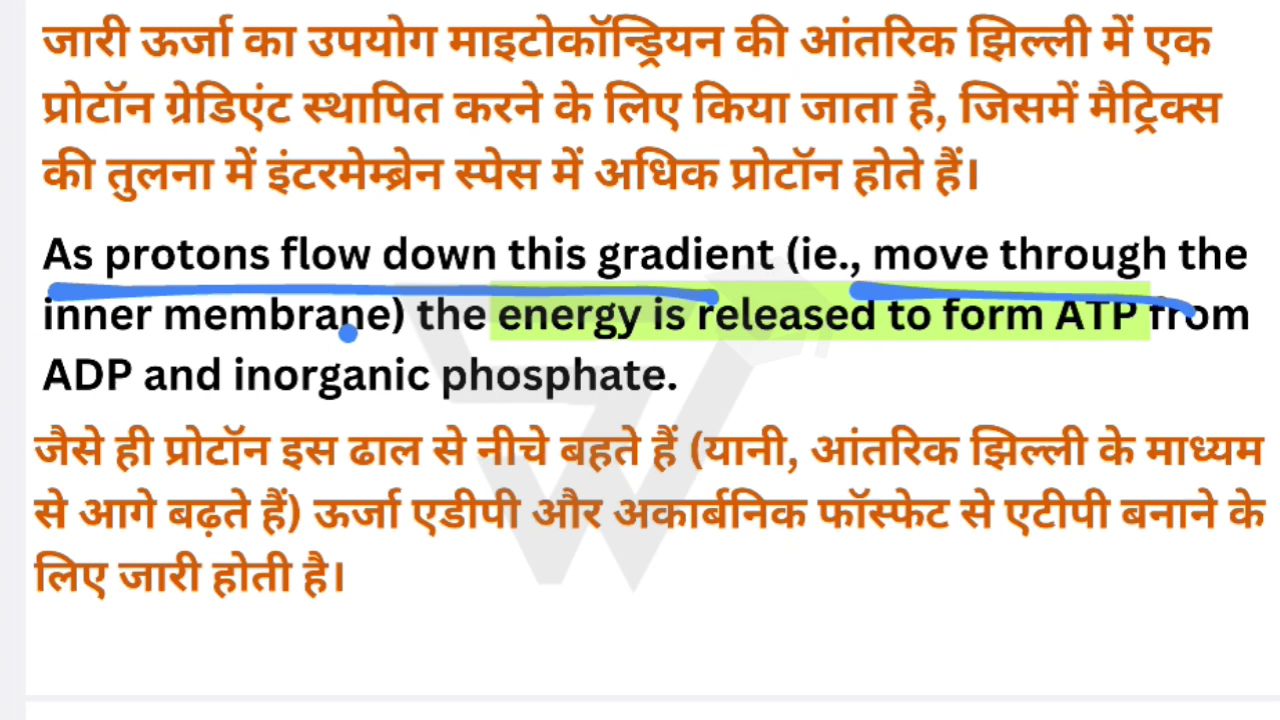 जारी ऊर्जा का उपयोग माइटोकॉन्ड्रियन की आंतरिक झिल्ली में एक
प्रोटॉन ग्रेडिएंट स्थापित करने के लिए किया जाता है, जिसमें मैट्रिक्स
की तुलना में इंटरमेम्ब्रेन स्पेस में अधिक प्रोटॉन होते हैं।
As protons flow down this gradient (ie., move through the
inner membrane) the energy is released to form ATP from
ADP and inorganic phosphate.
जैसे ही प्रोटॉन इस ढाल से नीचे बहते हैं (यानी, आंतरिक झिल्ली के माध्यम
से आगे बढ़ते हैं) ऊर्जा एडीपी और अकार्बनिक फॉस्फेट से एटीपी बनाने के
लिए जारी होती है।